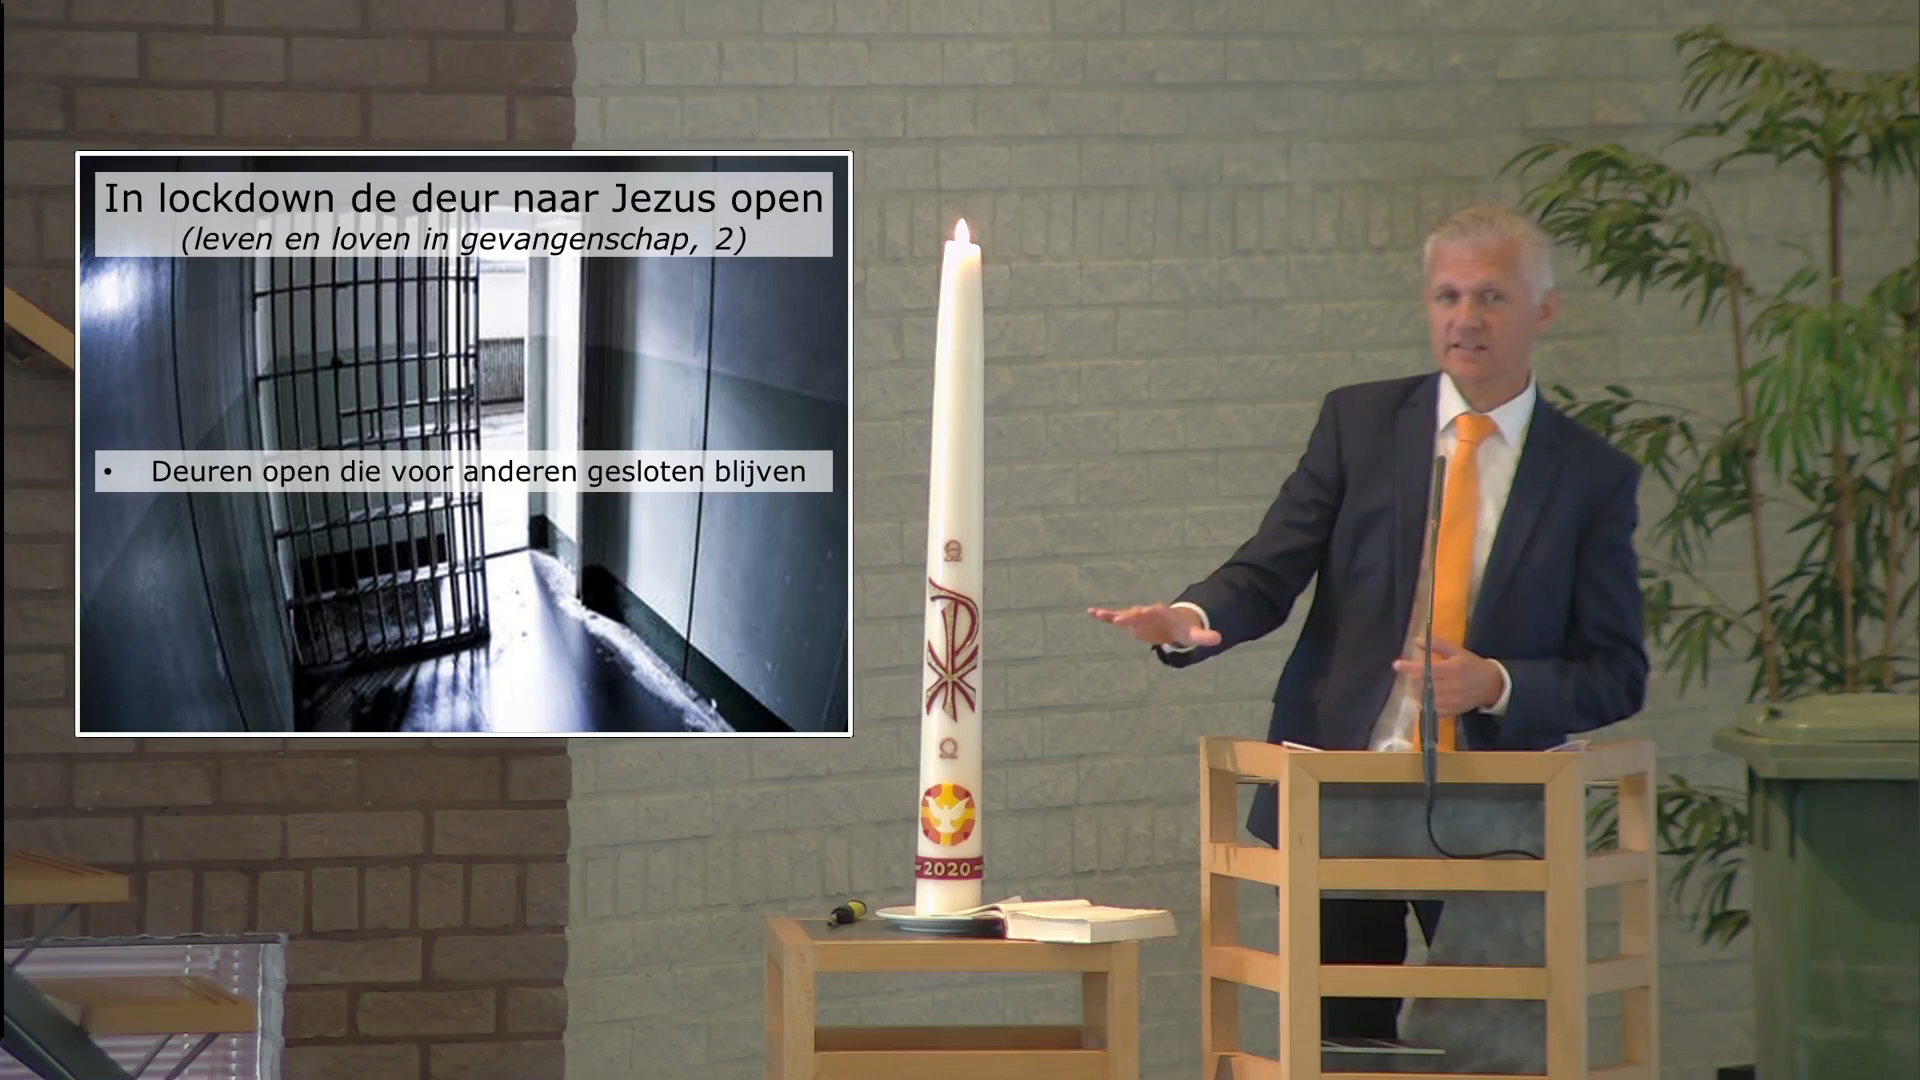 In lockdown de deur naar Jezus open
(leven en loven in gevangenschap, 2)
• Deuren open die voor anderen gesloten blijven
Ω
2020